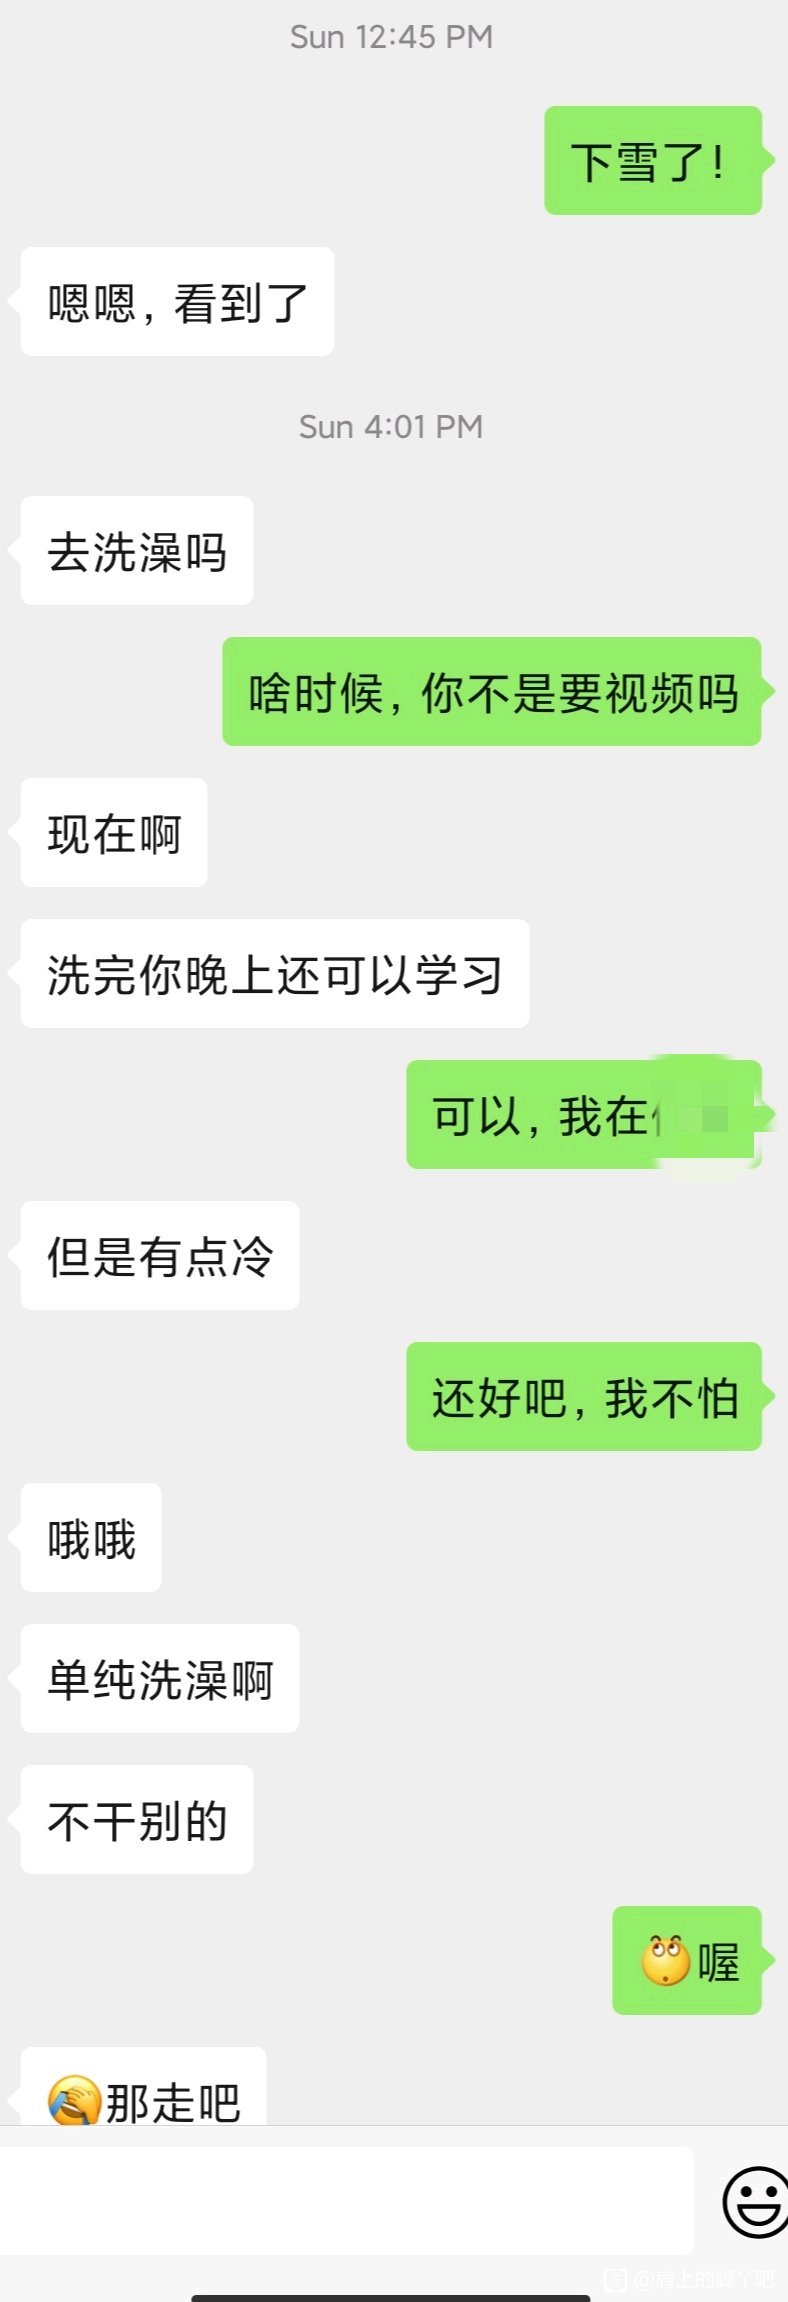 Sun 12:45 PM
下雪了!
嗯嗯,看到了
Sun 4:01 PM
去洗澡吗
啥时候,你不是要视频吗
现在啊
洗完你晚上还可以学习
可以,我在
但是有点冷
还好吧,我不怕
哦哦
单纯洗澡啊
不干别的
喔
那走吧
@肩上的脚丫吧